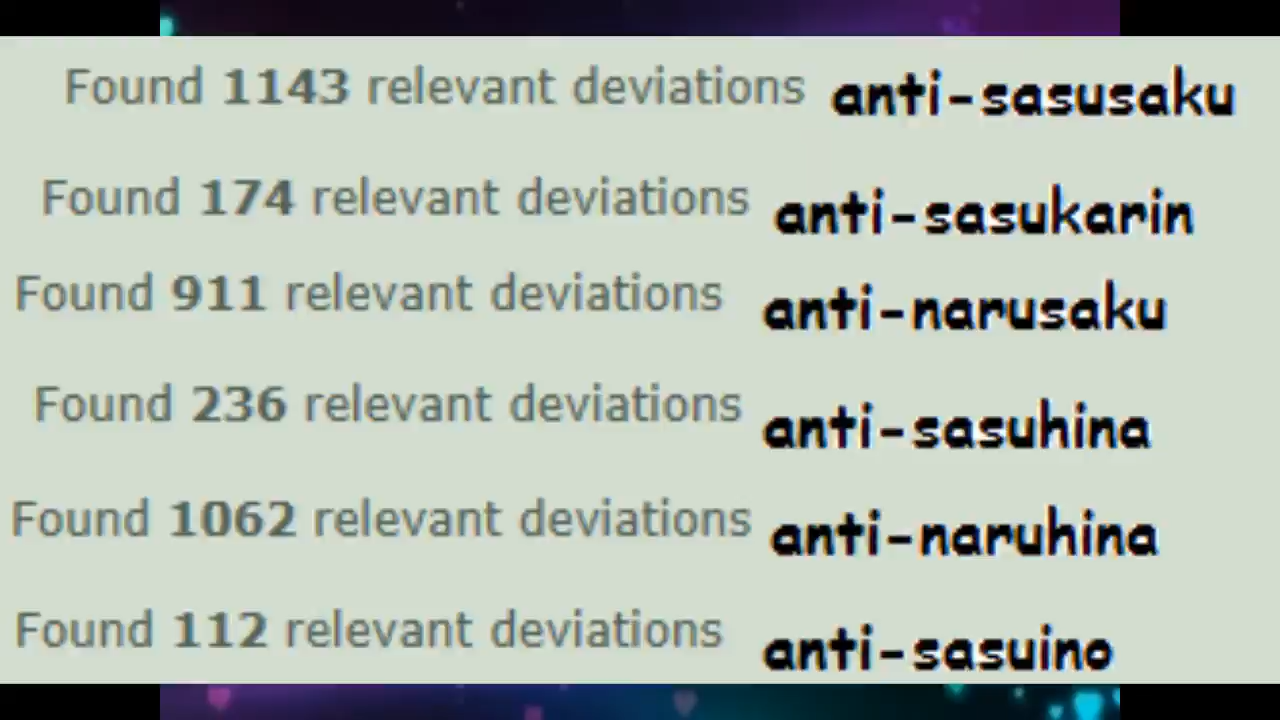 Found 1143 relevant deviations anti-sasusaku
Found 174 relevant deviations anti-sasukarin
Found 911 relevant deviations anti-narusaku
Found 236 relevant deviations anti-sasuhina
Found 1062 relevant deviations anti-naruhina
Found 112 relevant deviations anti-sasuino